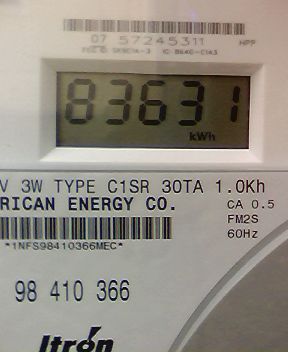 07 57245311 HPP
83631
kWh
V 3W TYPE C1SR 30TA 1.0Kh
RICAN ENERGY CO. CA 0.5
FM2S
*1NFS98410366MEC* 60Hz
98 410 366
Itron